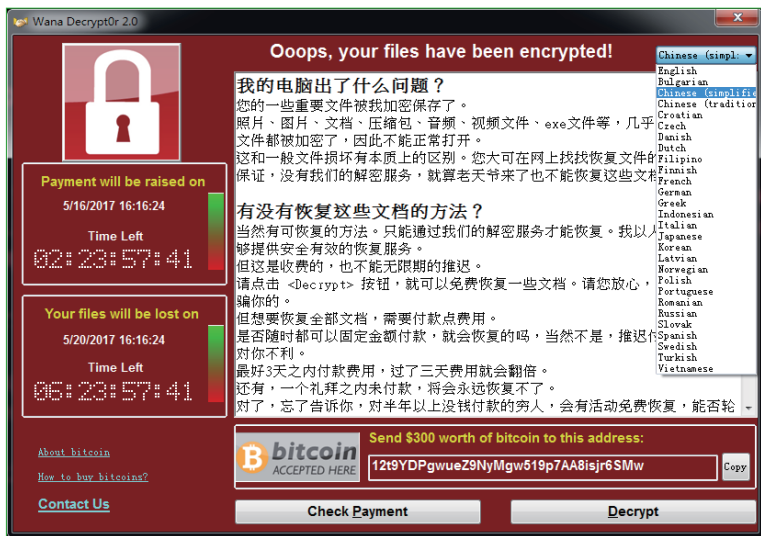 Wana Decrypt0r 2.0
Ooops, your files have been encrypted!
Chinese (simpl:
English
Bulgarian
Chinese (simplifie
Chinese (tradition
Croatian
Czech
Danish
Dutch
Filipino
Finnish
French
German
Greek
Indonesian
Italian
Japanese
Korean
Latvian
Norwegian
Polish
Portuguese
Romanian
Russian
Slovak
Spanish
Swedish
Turkish
Vietnamese
Payment will be raised on
5/16/2017 16:16:24
Time Left
02:23:57:41
Your files will be lost on
5/20/2017 16:16:24
Time Left
06:23:57:41
About bitcoin
How to buy bitcoins?
Contact Us
我的电脑出了什么问题？
您的一些重要文件被我加密保存了。
照片、图片、文档、压缩包、音频、视频文件、exe文件等，几乎
文件都被加密了，因此不能正常打开。
这和一般文件损坏有本质上的区别。您大可在网上找找恢复文件的
保证，没有我们的解密服务，就算老天爷来了也不能恢复这些文档
有没有恢复这些文档的方法？
当然有可恢复的方法。只能通过我们的解密服务才能恢复。我以人
够提供安全有效的恢复服务。
但这是收费的，也不能无限期的推迟。
请点击 <Decrypt> 按钮，就可以免费恢复一些文档。请您放心，
骗你的。
但想要恢复全部文档，需要付款点费用。
是否随时都可以固定金额付款，就会恢复的吗，当然不是，推迟付
对你不利。
最好3天之内付款费用，过了三天费用就会翻倍。
还有，一个礼拜之内未付款，将会永远恢复不了。
对了，忘了告诉你，对半年以上没钱付款的穷人，会有活动免费恢复，能否轮
bitcoin
ACCEPTED HERE
Send $300 worth of bitcoin to this address:
12t9YDPgwueZ9NyMgw519p7AA8isjr6SMw
Copy
Check Payment
Decrypt